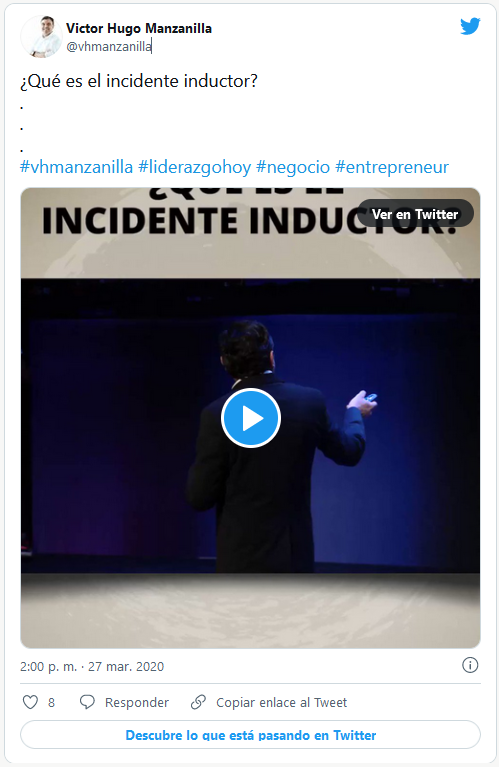 Victor Hugo Manzanilla
@vhmanzanilla
¿Qué es el incidente inductor?
.
.
.
#vhmanzanilla #liderazgohoy #negocio #entrepreneur
¿QUÉ ES EL
INCIDENTE INDUCTOR?
Ver en Twitter
2:00 p. m. · 27 mar. 2020
8
Responder
Copiar enlace al Tweet
Descubre lo que está pasando en Twitter